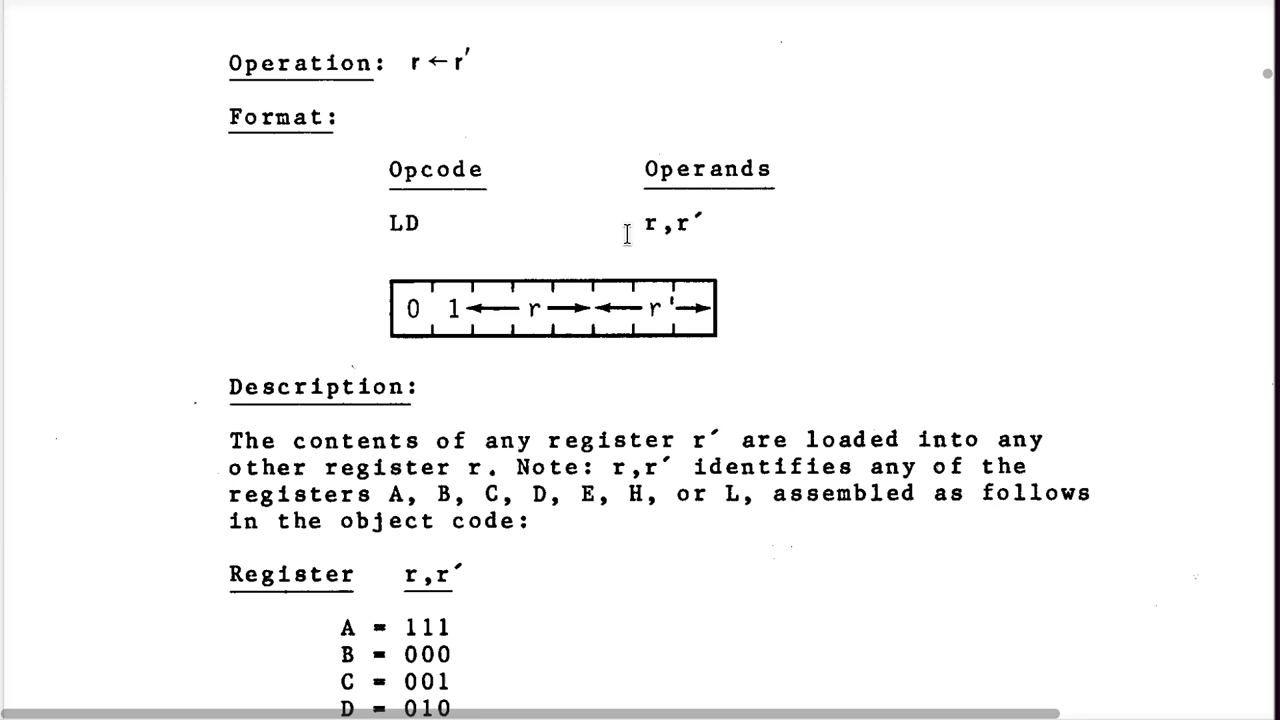 Operation: r ← r′
Format:
Opcode Operands
LD r,r′
0 1 r r'
Description:
The contents of any register r′ are loaded into any
other register r. Note: r,r′ identifies any of the
registers A, B, C, D, E, H, or L, assembled as follows
in the object code:
Register r,r′
A = 111
B = 000
C = 001
D = 010